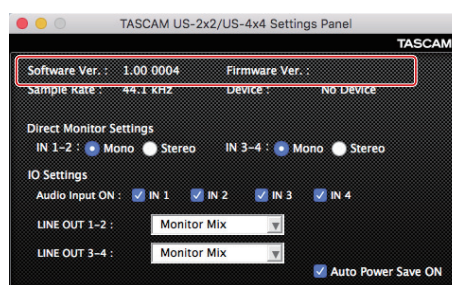 TASCAM US-2x2/US-4x4 Settings Panel
TASCAM
Software Ver. : 1.00 0004 Firmware Ver. :
Sample Rate : 44.1 kHz Device : No Device
Direct Monitor Settings
IN 1-2 : Mono Stereo IN 3-4 : Mono Stereo
IO Settings
Audio Input ON : IN 1 IN 2 IN 3 IN 4
LINE OUT 1-2 : Monitor Mix
LINE OUT 3-4 : Monitor Mix
Auto Power Save ON